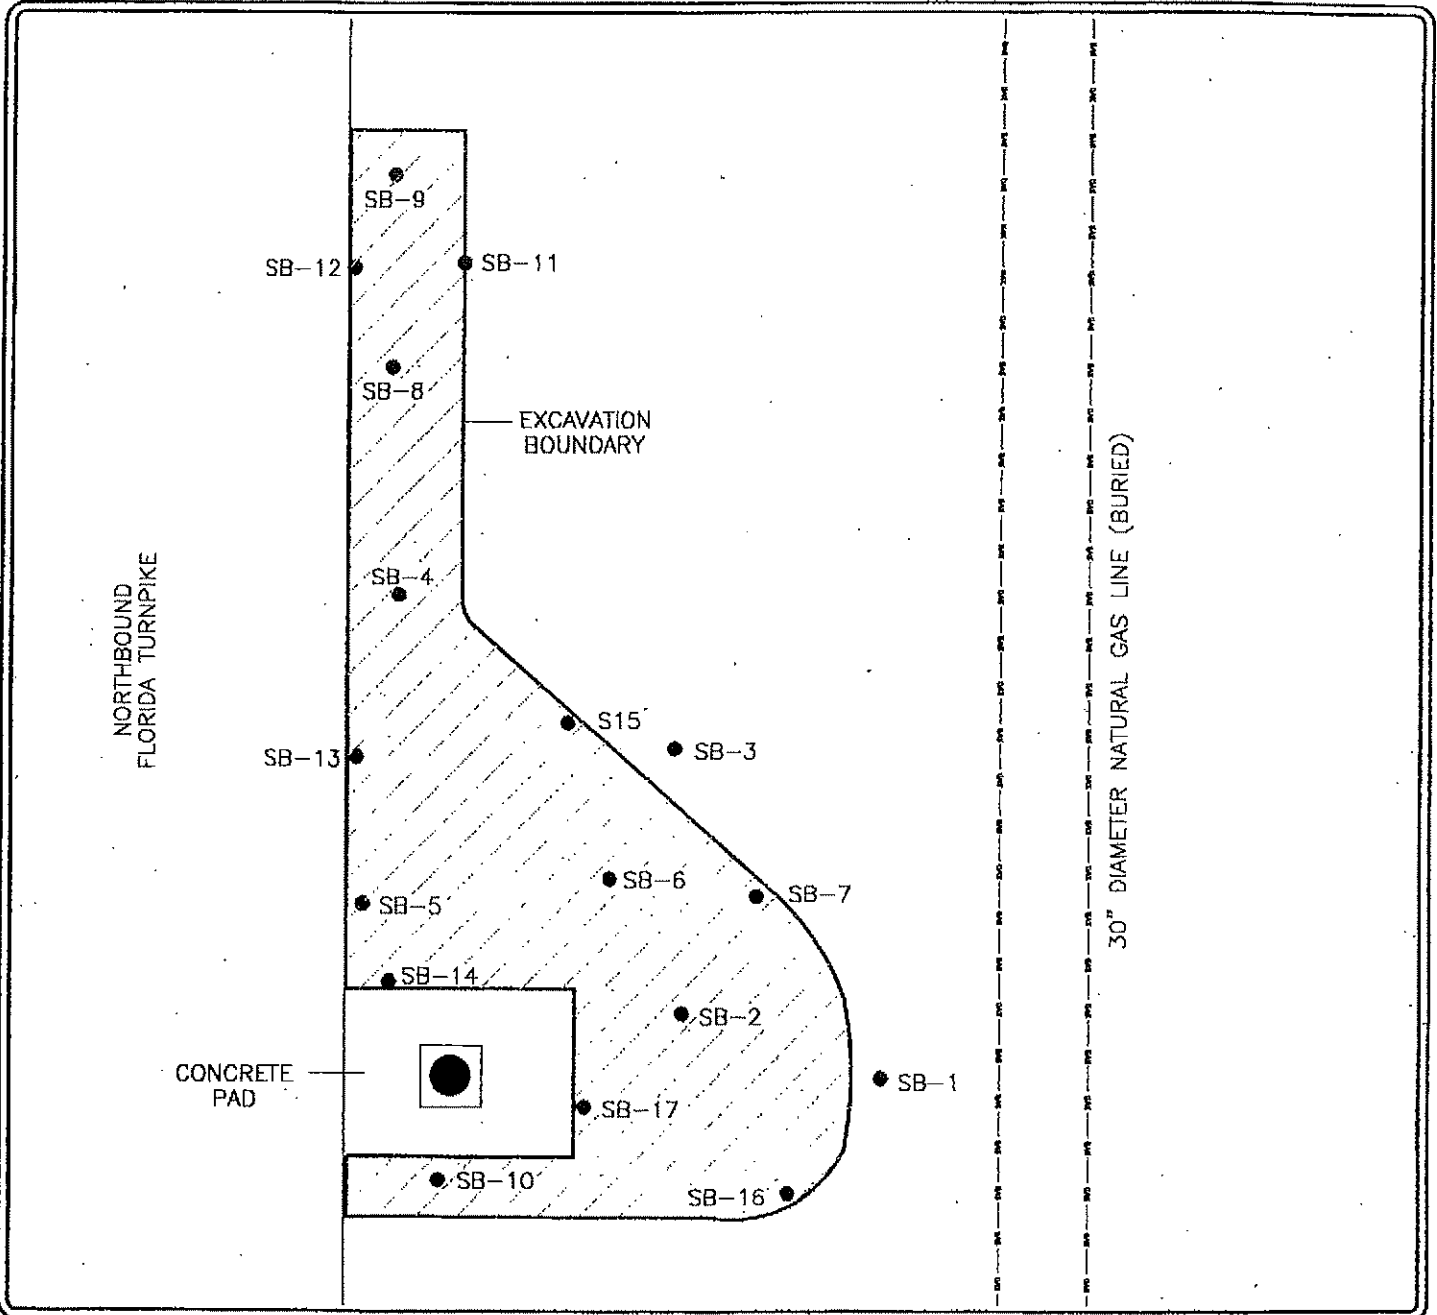 SB-9
SB-12
SB-11
SB-8
EXCAVATION
BOUNDARY
NORTHBOUND
FLORIDA TURNPIKE
30" DIAMETER NATURAL GAS LINE (BURIED)
SB-4
S15
SB-3
SB-13
SB-6
SB-7
SB-5
SB-14
SB-2
CONCRETE
PAD
SB-1
SB-17
SB-10
SB-16